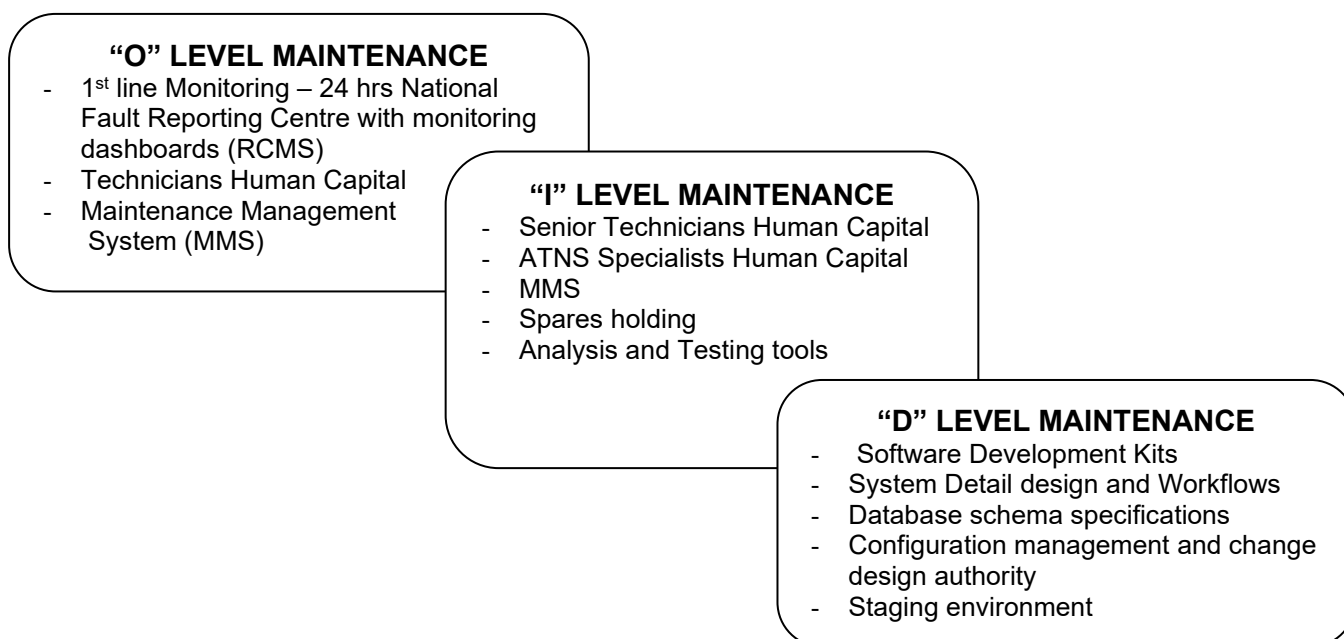 “O” LEVEL MAINTENANCE
- 1st line Monitoring – 24 hrs National
Fault Reporting Centre with monitoring
dashboards (RCMS)
- Technicians Human Capital
- Maintenance Management
System (MMS)
“I” LEVEL MAINTENANCE
- Senior Technicians Human Capital
- ATNS Specialists Human Capital
- MMS
- Spares holding
- Analysis and Testing tools
“D” LEVEL MAINTENANCE
- Software Development Kits
- System Detail design and Workflows
- Database schema specifications
- Configuration management and change
design authority
- Staging environment